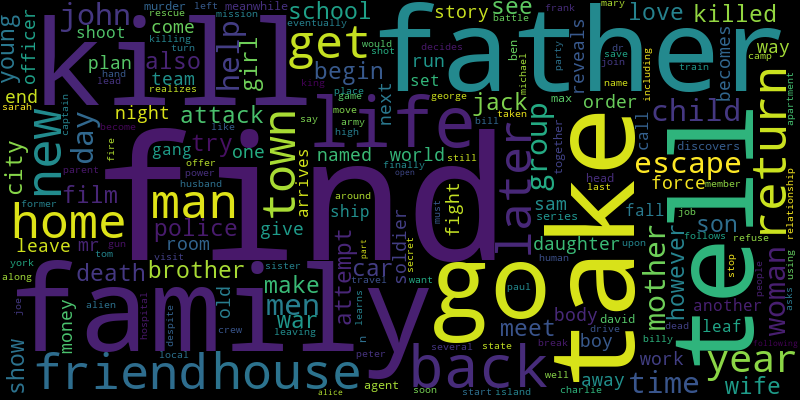 murder left rescue meanwhile
killing mission
eventually
turn
john
school
story
see
frank
mary
battle
love
killed
young
officer
shoot
come
help
girl
get
kill
father
would
shot
decides
dr
save
join
party
ben
michael
including
way
end
plan
also
team
hand
lead
realizes
begin
king
place
game
george
run
set
next
reveals
becomes
name
train
camp
apartment
sarah
captain
become
night
attack
life
jack
max
order
child
new
day
fire
like
say
move
army
high
bill
taken
later
group
together
call
discovers
city
gang
try
one
town
arrives
named
world
finally
still
open
take
tell
return
escape
head
last
force
member
film
parent
offer
power
husband
find
around
ship
fight
must
sam
series
fall
job
son
relationship
former
home
man
police
give
attempt
soldier
secret
daughter
human
upon
follows
refuse
leave
mr
gun
room
visit
part
mother
however
woman
york
tom
death
brother
sister
car
travel
want
go
body
david
another
stop
people
asks
using
along
old
make
men
war
n
learns
paul
meet
boy
drive
billy
dead
leaf
year
following
joe
money
alien
hospital
despite
crew
leaving
family
several
state
break
show
local
friend
house
peter
agent
back
soon
start
island
well
charlie
away
time
work
wife
alice